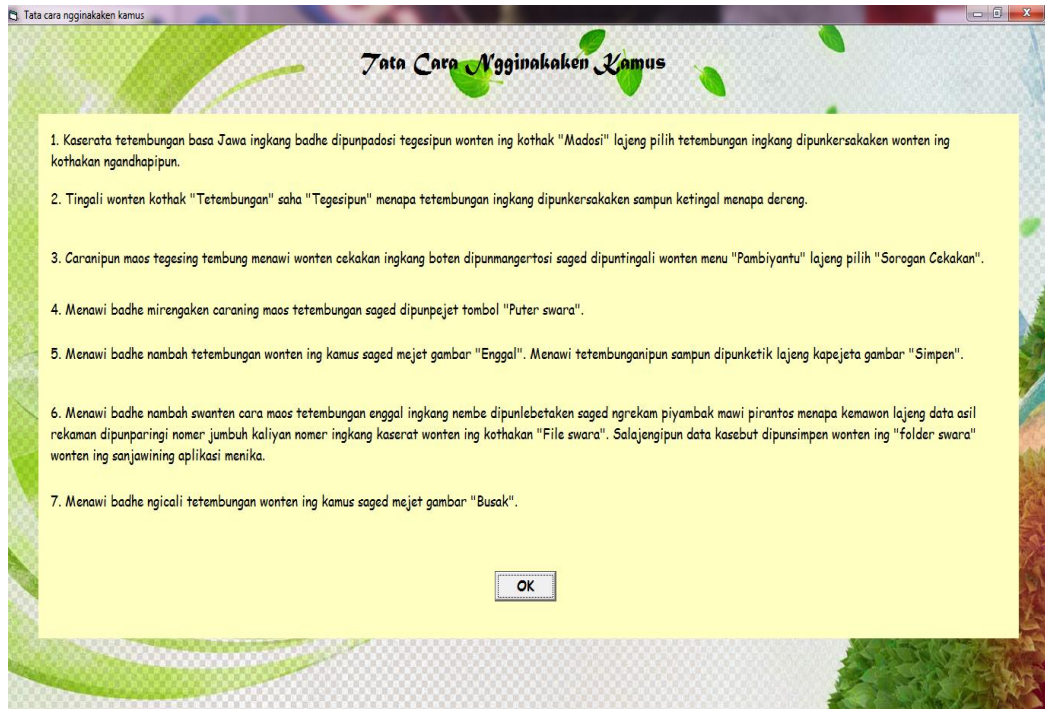 Tata cara ngginakaken kamus
Tata Cara Ngginakaken Kamus
1. Kaserata tetembungan basa Jawa ingkang badhe dipunpadosi tegesipun wonten ing kothak "Madosi" lajeng pilih tetembungan ingkang dipunkersakaken wonten ing
kothakan ngandhapipun.
2. Tingali wonten kothak "Tetembungan" saha "Tegesipun" menapa tetembungan ingkang dipunkersakaken sampun ketingal menapa dereng.
3. Caranipun maos tegesing tembung menawi wonten cekakan ingkang boten dipunmangertosi saged dipuntingali wonten menu "Pambiyantu" lajeng pilih "Sorogan Cekakan".
4. Menawi badhe mirengaken caraning maos tetembungan saged dipunpejet tombol "Puter swara".
5. Menawi badhe nambah tetembungan wonten ing kamus saged mejet gambar "Enggal". Menawi tetembunganipun sampun dipunketik lajeng kapejeta gambar "Simpen".
6. Menawi badhe nambah swanten cara maos tetembungan enggal ingkang nembe dipunlebetaken saged ngrekam piyambak mawi pirantos menapa kemawon lajeng data asil
rekaman dipunparingi nomer jumbuh kaliyan nomer ingkang kaserat wonten ing kothakan "File swara". Salajengipun data kasebut dipunsimpen wonten ing "folder swara"
wonten ing sanjawining aplikasi menika.
7. Menawi badhe ngicali tetembungan wonten ing kamus saged mejet gambar "Busak".
OK